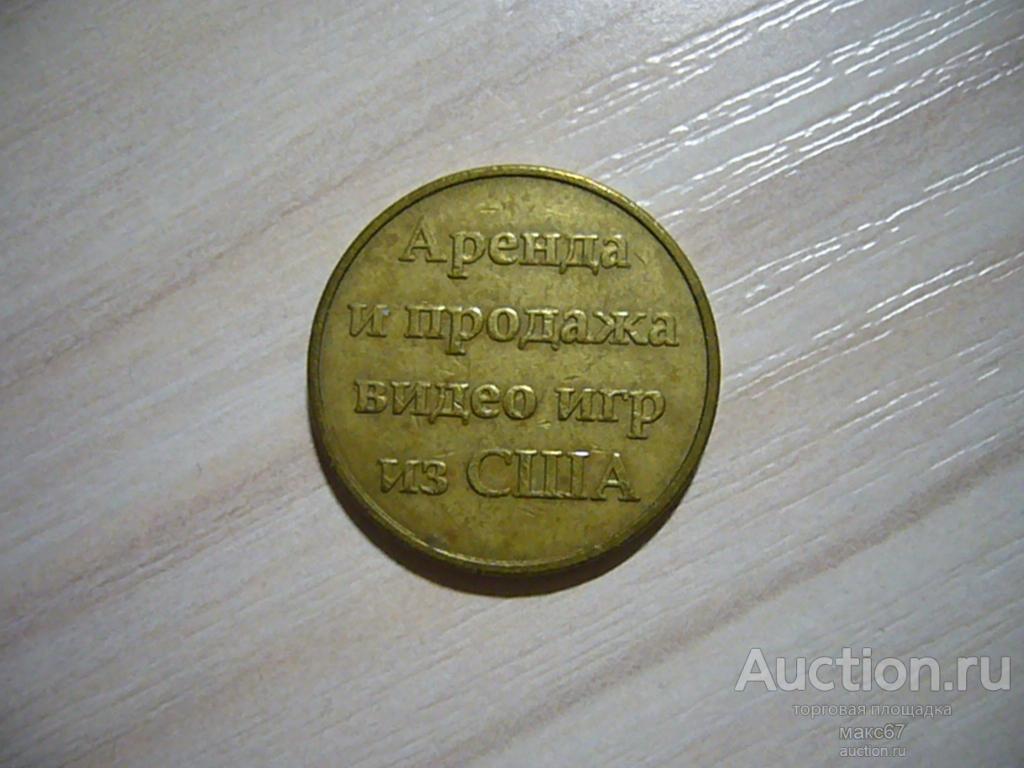 Аренда
и продажа
видео игр
из США
Auction.ru
торговая площадка
макс67
auction.ru